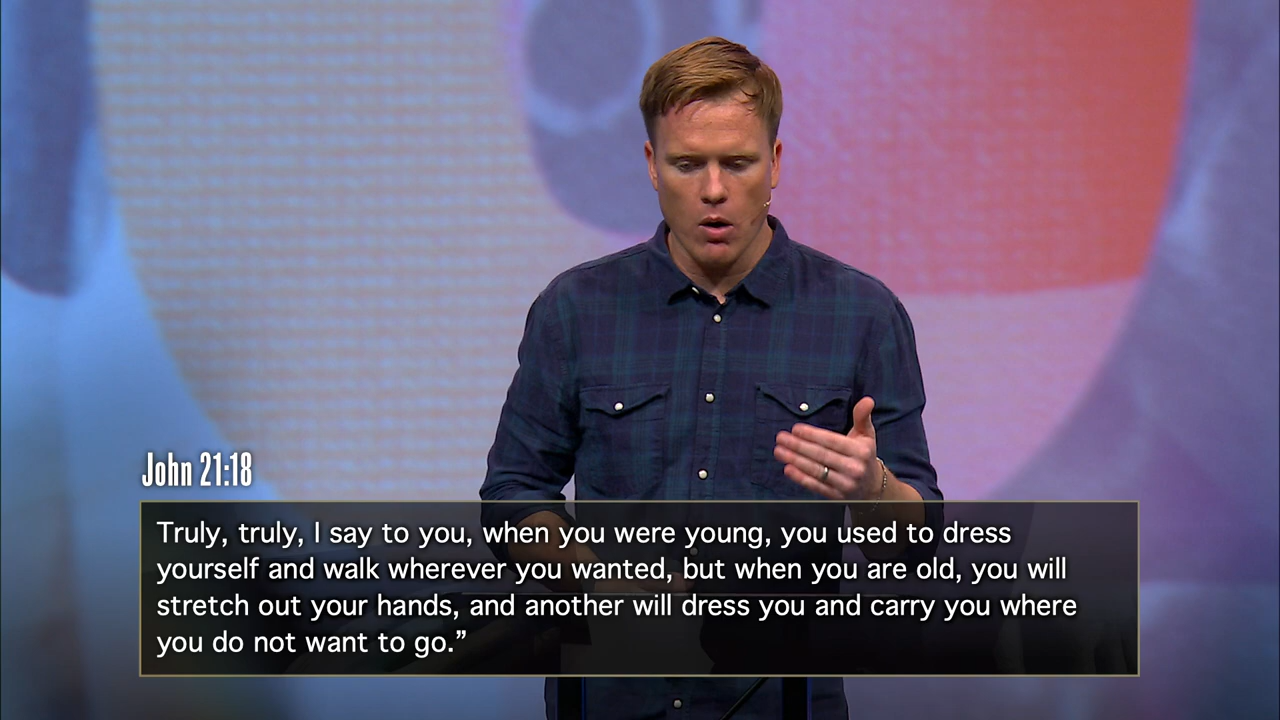 John 21:18
Truly, truly, I say to you, when you were young, you used to dress
yourself and walk wherever you wanted, but when you are old, you will
stretch out your hands, and another will dress you and carry you where
you do not want to go.”